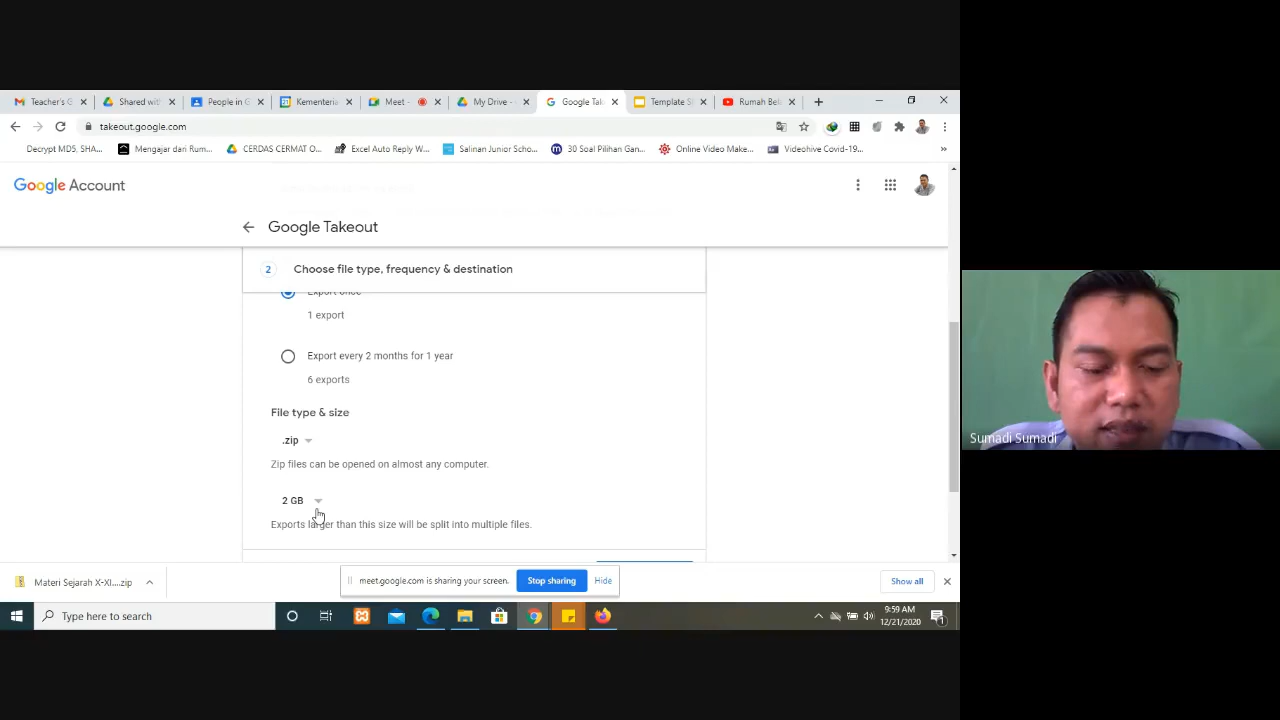 Teacher's G
Shared wit
People in G
Kementeria
Meet -
My Drive -
Google Tak
Template Sl
Rumah Bel
takeout.google.com
Decrypt MD5, SHA...
Mengajar dari Rum...
CERDAS CERMAT O...
Excel Auto Reply W...
Salinan Junior Scho...
30 Soal Pilihan Gan...
Online Video Make...
Videohive Covid-19...
Google Account
Google Takeout
2 Choose file type, frequency & destination
Export once
1 export
Export every 2 months for 1 year
6 exports
File type & size
.zip
Zip files can be opened on almost any computer.
2 GB
Exports larger than this size will be split into multiple files.
Sumadi Sumadi
Materi Sejarah X-XI....zip
meet.google.com is sharing your screen.
Stop sharing
Hide
Show all
Type here to search
9:59 AM
12/21/2020
1